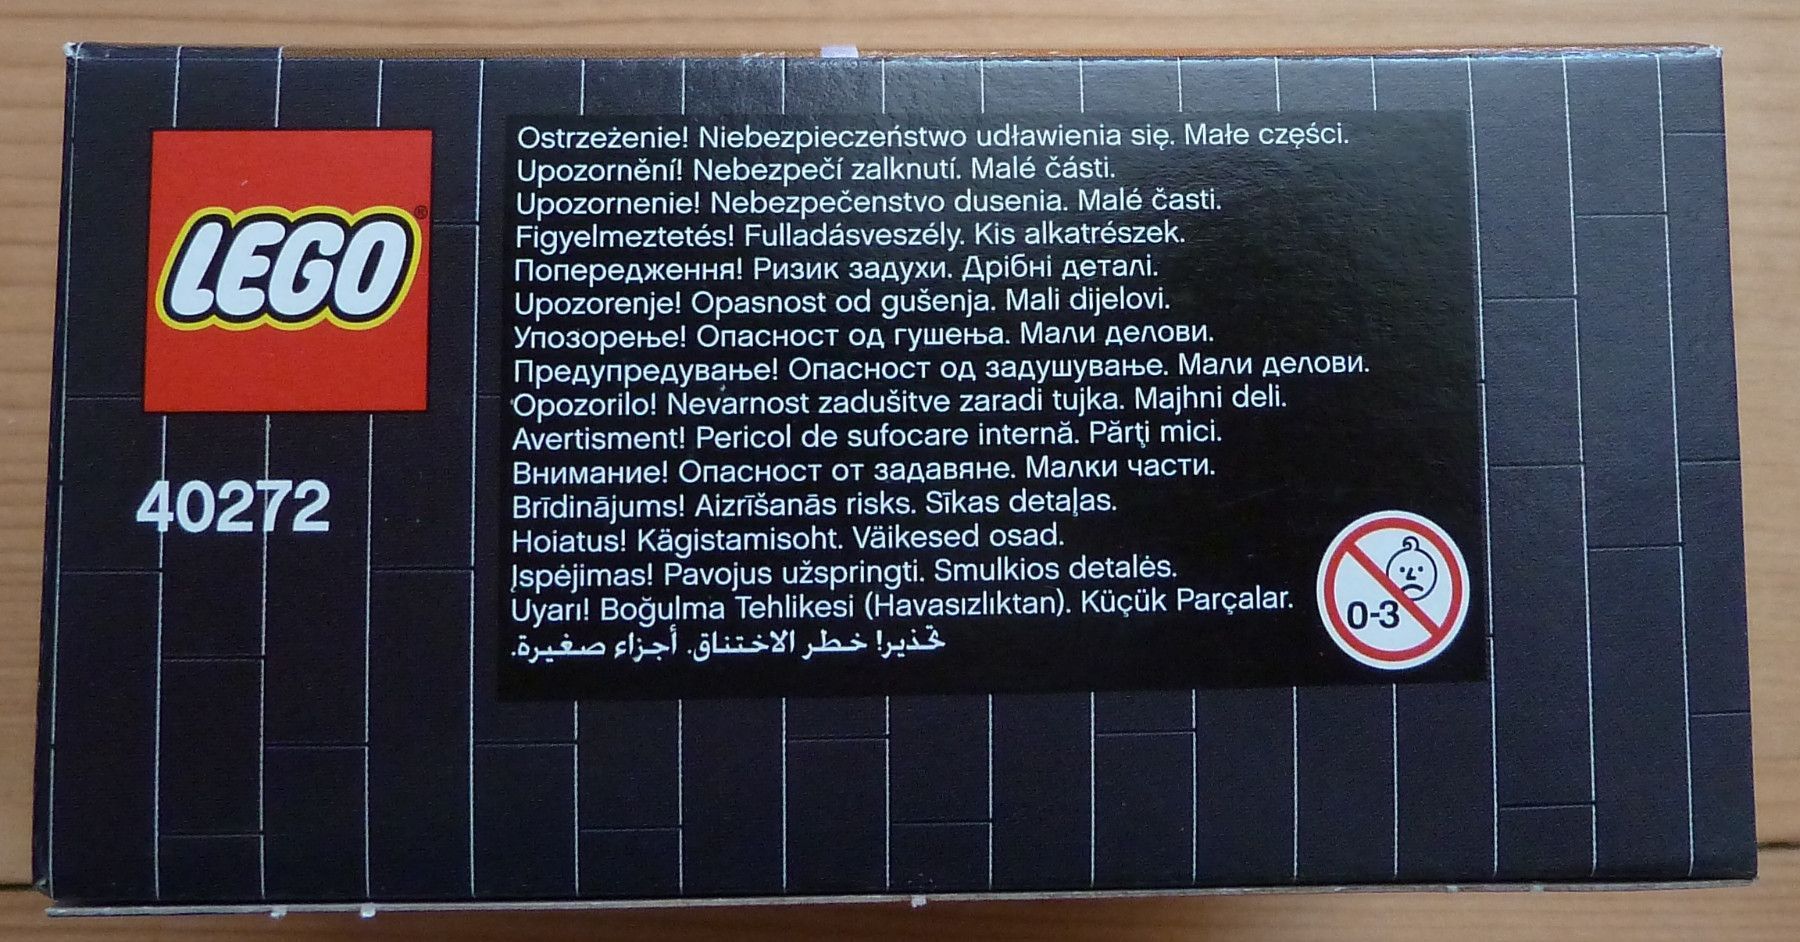 LEGO®
40272
Ostrzeżenie! Niebezpieczeństwo udławienia się. Małe części.
Upozornění! Nebezpečí zalknutí. Malé části.
Upozornenie! Nebezpečenstvo dusenia. Malé časti.
Figyelmeztetés! Fulladásveszély. Kis alkatrészek.
Попередження! Ризик задухи. Дрібні деталі.
Upozorenje! Opasnost od gušenja. Mali dijelovi.
Упозорење! Опасност од гушења. Мали делови.
Предупредување! Опасност од задушување. Мали делови.
Opozorilo! Nevarnost zadušitve zaradi tujka. Majhni deli.
Avertisment! Pericol de sufocare internă. Părţi mici.
Внимание! Опасност от задавяне. Малки части.
Brīdinājums! Aizrīšanās risks. Sīkas detaļas.
Hoiatus! Kägistamisoht. Väikesed osad.
Įspėjimas! Pavojus užspringti. Smulkios detalės.
Uyarı! Boğulma Tehlikesi (Havasızlıktan). Küçük Parçalar.
تحذير! خطر الاختناق. أجزاء صغيرة.
0-3